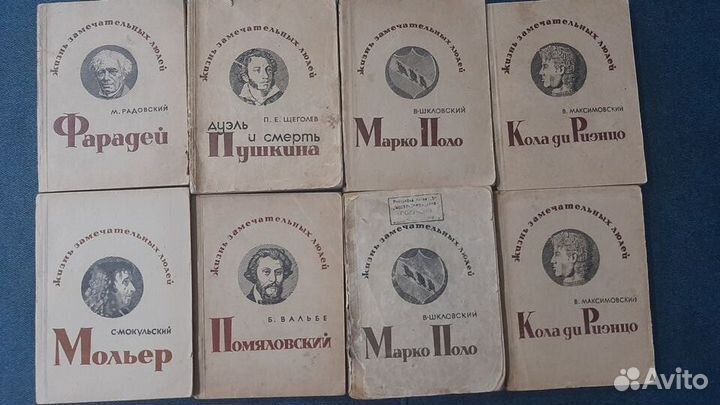 жизнь замечательных людей
М. РАДОВСКИЙ
Фарадей
жизнь замечательных людей
П. Е. ЩЕГОЛЕВ
Дуэль
и смерть
Пушкина
жизнь замечательных людей
В·ШКЛОВСКИЙ
Марко Поло
жизнь замечательных людей
В. МАКСИМОВСКИЙ
Кола ди Риэнцо
жизнь замечательных людей
С·МОКУЛЬСКИЙ
Мольер
жизнь замечательных людей
Б. ВАЛЬБЕ
Помяловский
жизнь замечательных людей
В·ШКЛОВСКИЙ
Марко Поло
жизнь замечательных людей
В. МАКСИМОВСКИЙ
Кола ди Риэнцо
Avito